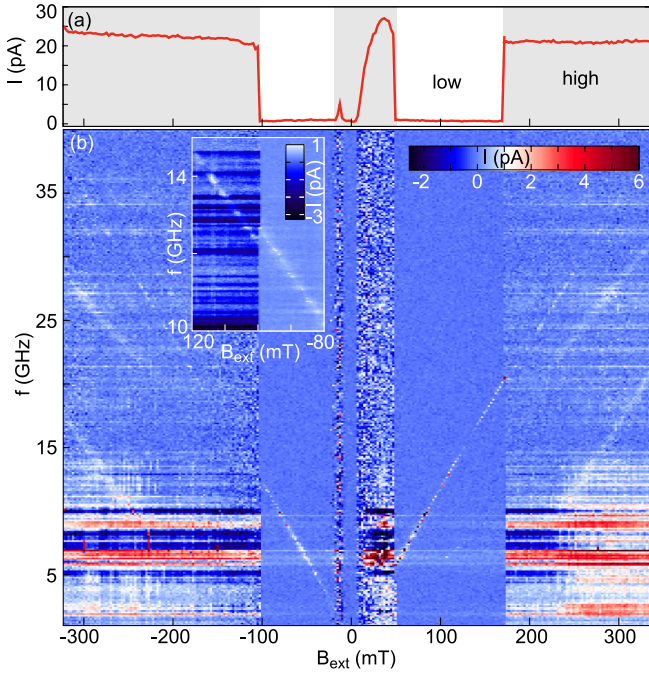 (a)
30
20
10
0
I (pA)
low
high
(b)
1
-3
I (pA)
14
10
f (GHz)
120
-80
B_ext (mT)
I (pA)
-2 0 2 4 6
35
25
15
5
f (GHz)
-300 -200 -100 0 100 200 300
B_ext (mT)